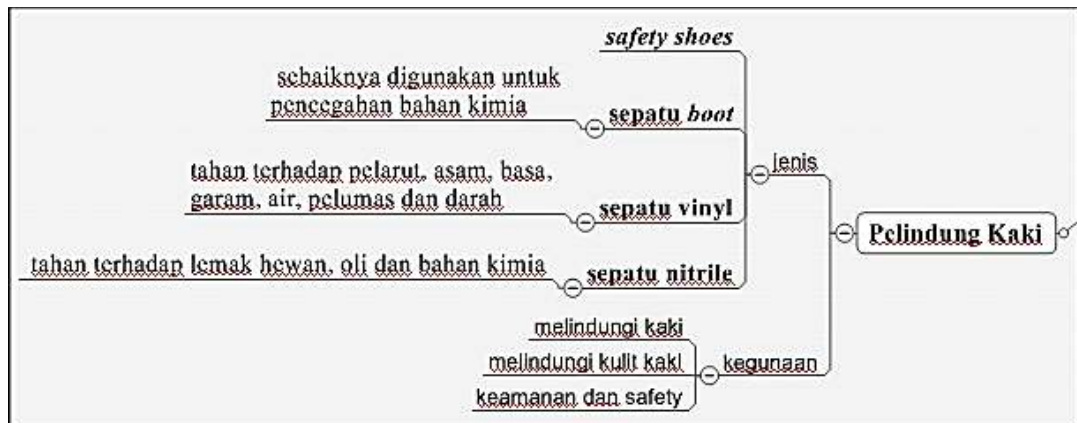 safety shoes
sebaiknya digunakan untuk
pencegahan bahan kimia
sepatu boot
jenis
tahan terhadap pelarut, asam, basa,
garam, air, pelumas dan darah
sepatu vinyl
Pelindung Kaki
tahan terhadap lemak hewan, oli dan bahan kimia
sepatu nitrile
melindungi kaki
melindungi kulit kaki
kegunaan
keamanan dan safety